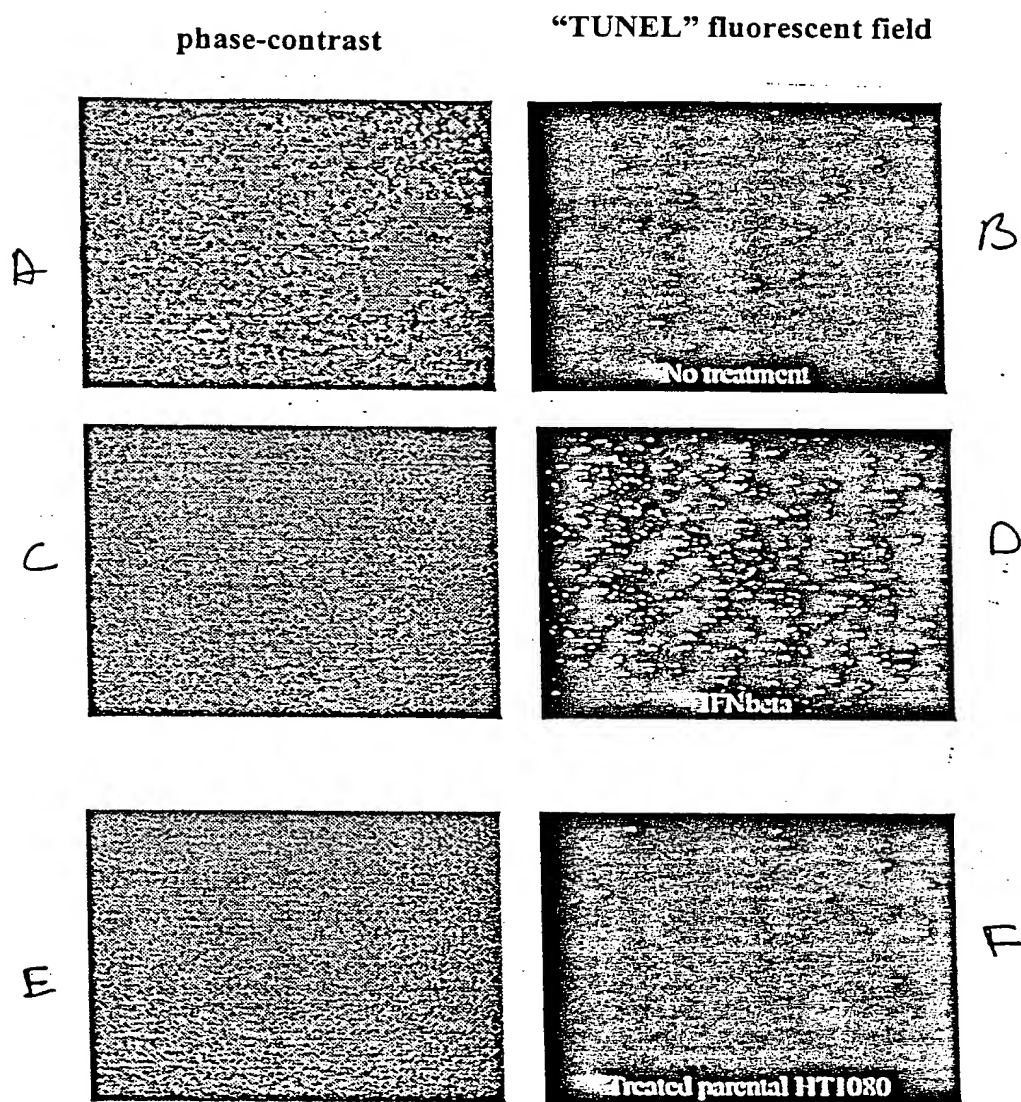 phase-contrast
“TUNEL” fluorescent field
A
B
No treatment
C
D
IFNbeta
E
F
Treated parental HT1080